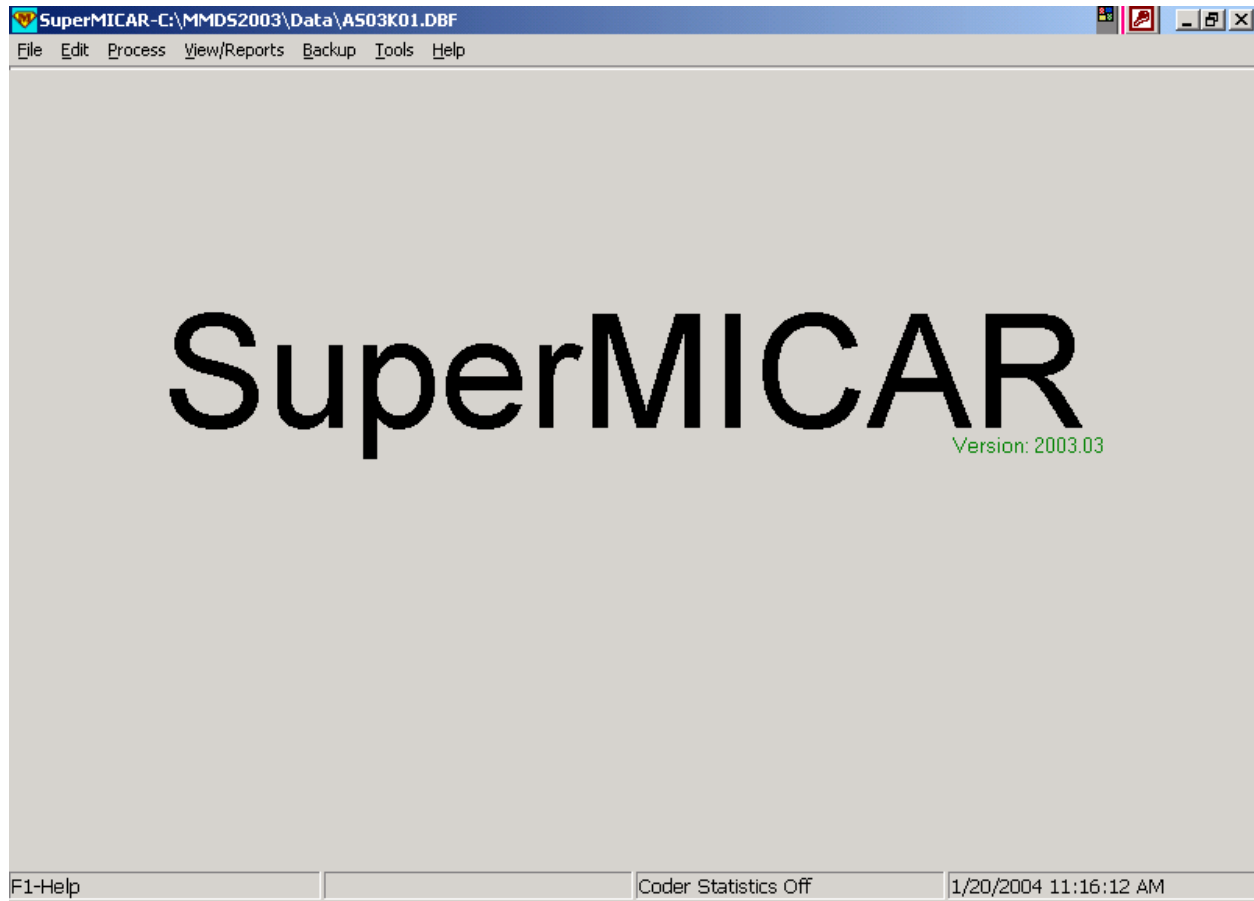 SuperMICAR-C:\MMDS2003\Data\AS03K01.DBF
File Edit Process View/Reports Backup Tools Help
SuperMICAR
Version: 2003.03
F1-Help Coder Statistics Off 1/20/2004 11:16:12 AM